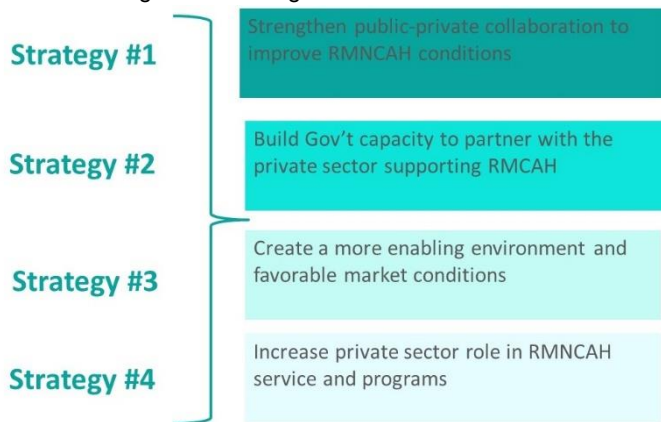 Strategy #1
Strengthen public-private collaboration to
improve RMNCAH conditions
Strategy #2
Build Gov't capacity to partner with the
private sector supporting RMCAH
Strategy #3
Create a more enabling environment and
favorable market conditions
Strategy #4
Increase private sector role in RMNCAH
service and programs